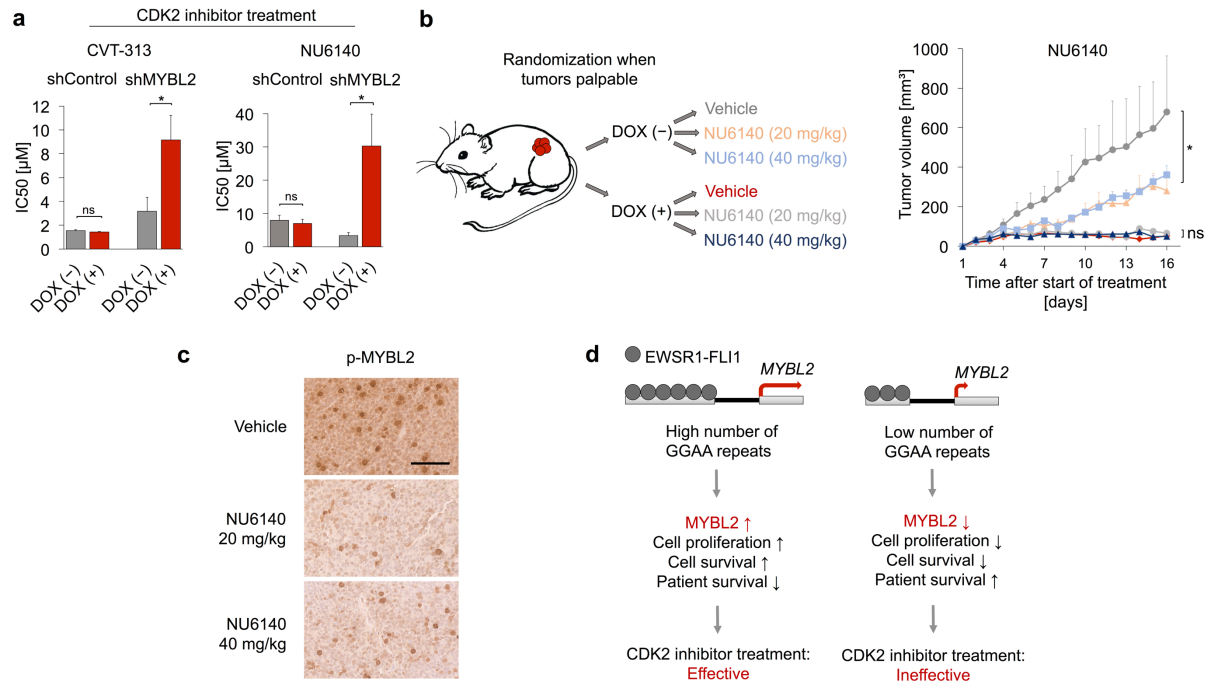 a
CDK2 inhibitor treatment
CVT-313
shControl shMYBL2
IC50 [µM]
12
10
8
6
4
2
0
ns
*
DOX (−)
DOX (+)
DOX (−)
DOX (+)
NU6140
shControl shMYBL2
IC50 [µM]
40
30
20
10
0
ns
*
DOX (−)
DOX (+)
DOX (−)
DOX (+)
b
Randomization when
tumors palpable
DOX (−)
Vehicle
NU6140 (20 mg/kg)
NU6140 (40 mg/kg)
DOX (+)
Vehicle
NU6140 (20 mg/kg)
NU6140 (40 mg/kg)
NU6140
Tumor volume [mm³]
1000
800
600
400
200
0
*
ns
1 4 7 10 13 16
Time after start of treatment
[days]
c
p-MYBL2
Vehicle
NU6140
20 mg/kg
NU6140
40 mg/kg
d
EWSR1-FLI1
MYBL2
High number of
GGAA repeats
MYBL2 ↑
Cell proliferation ↑
Cell survival ↑
Patient survival ↓
CDK2 inhibitor treatment:
Effective
MYBL2
Low number of
GGAA repeats
MYBL2 ↓
Cell proliferation ↓
Cell survival ↓
Patient survival ↑
CDK2 inhibitor treatment:
Ineffective